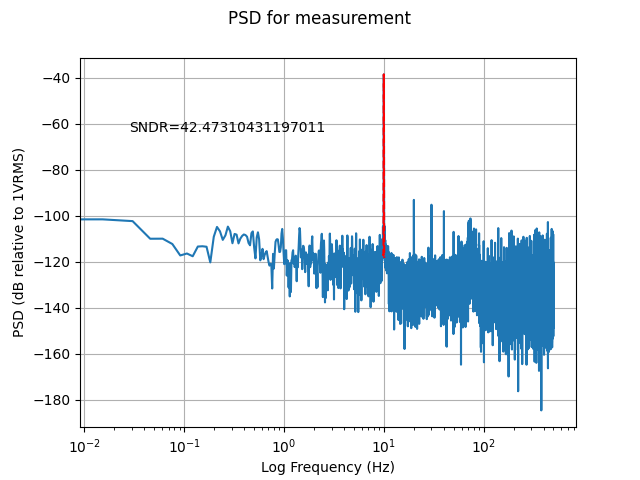 PSD for measurement
−40
−60
SNDR=42.47310431197011
−80
−100
−120
−140
−160
−180
PSD (dB relative to 1VRMS)
10⁻² 10⁻¹ 10⁰ 10¹ 10²
Log Frequency (Hz)